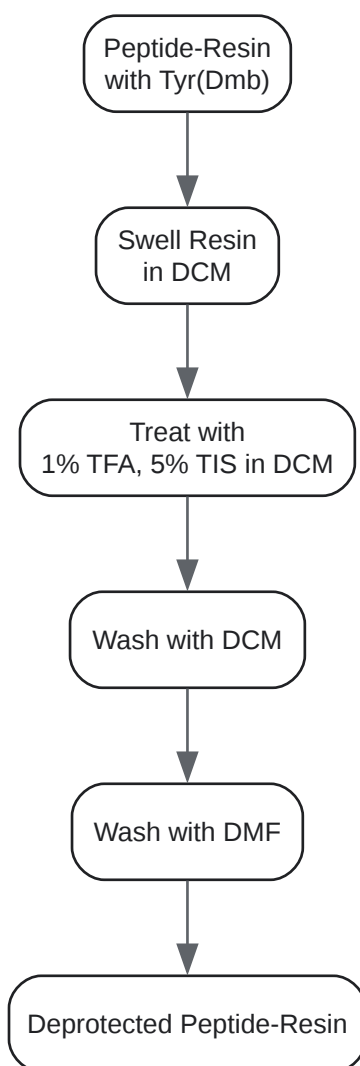 Peptide-Resin
with Tyr(Dmb)
Swell Resin
in DCM
Treat with
1% TFA, 5% TIS in DCM
Wash with DCM
Wash with DMF
Deprotected Peptide-Resin